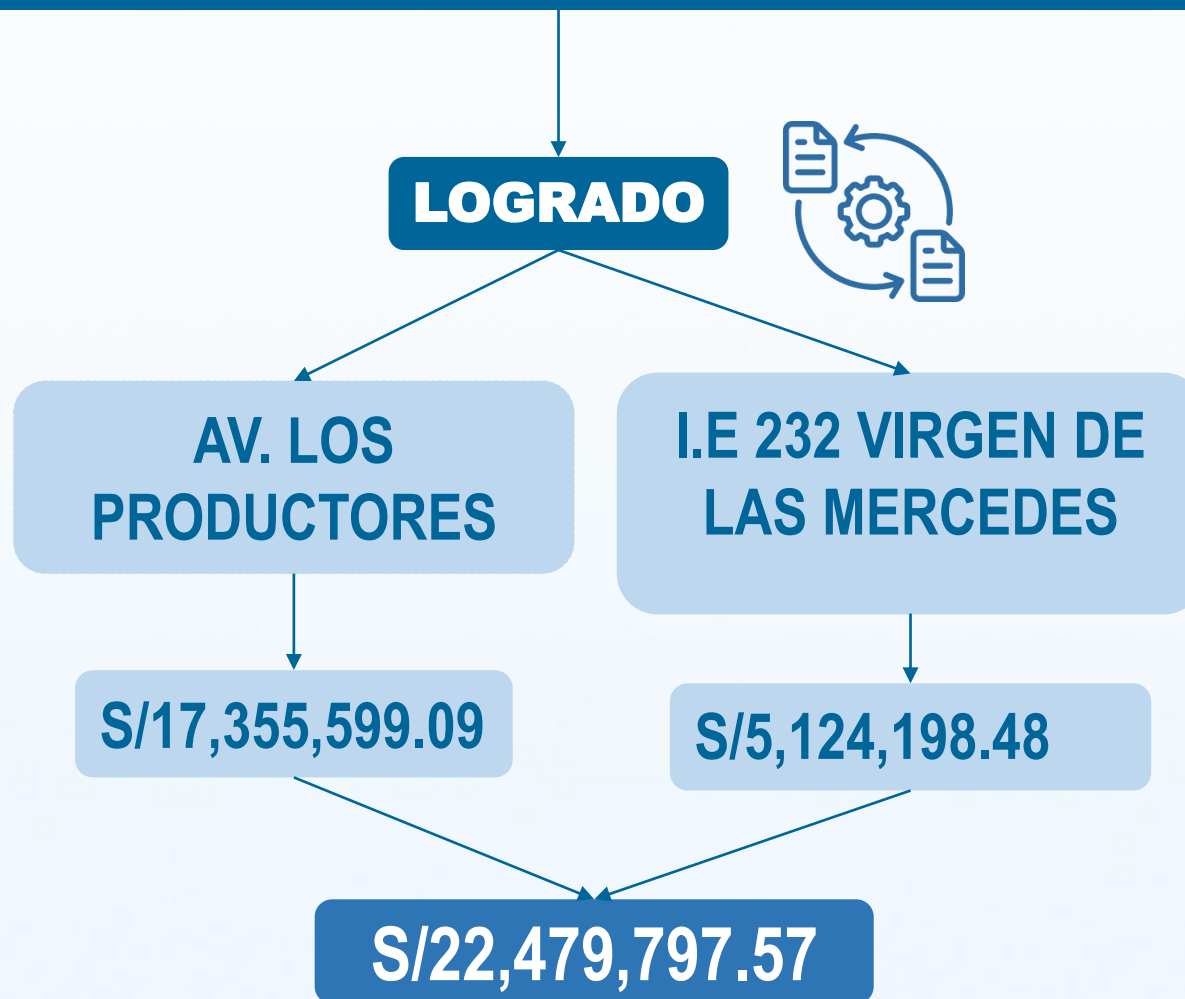 LOGRADO
AV. LOS
PRODUCTORES
I.E 232 VIRGEN DE
LAS MERCEDES
S/17,355,599.09
S/5,124,198.48
S/22,479,797.57